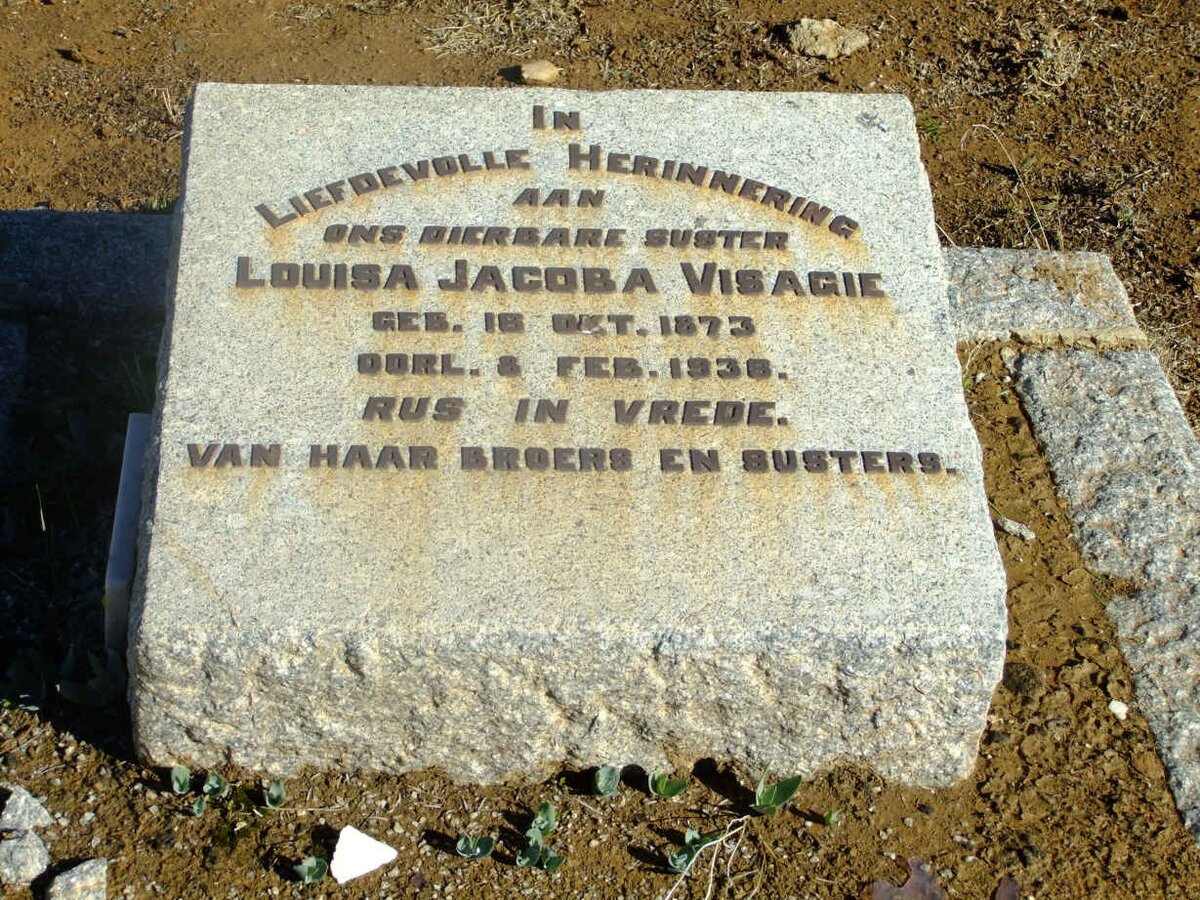 IN
LIEFDEVOLLE HERINNERING
AAN
ONS DIERBARE SUSTER
LOUISA JACOBA VISAGIE
GEB. 16 OKT. 1873
OORL. 8 FEB. 1936.
RUS IN VREDE.
VAN HAAR BROERS EN SUSTERS.